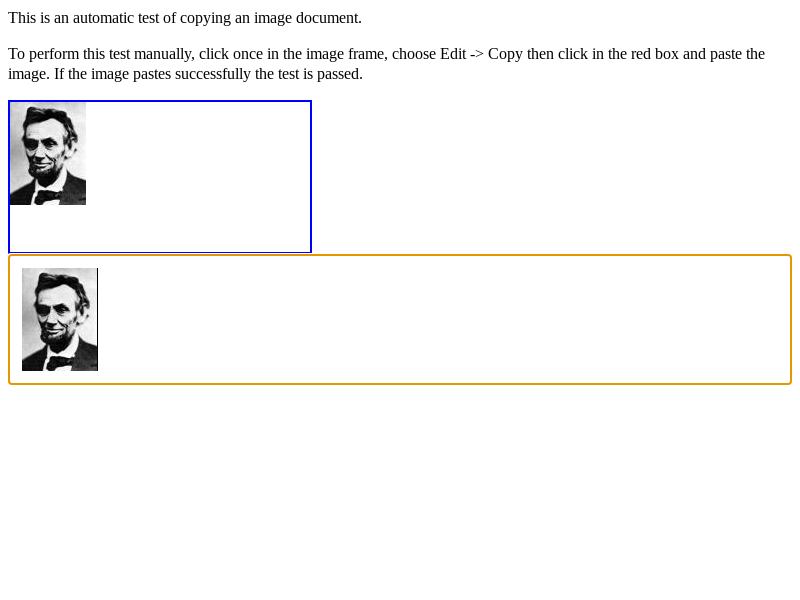 This is an automatic test of copying an image document.
To perform this test manually, click once in the image frame, choose Edit -> Copy then click in the red box and paste the
image. If the image pastes successfully the test is passed.